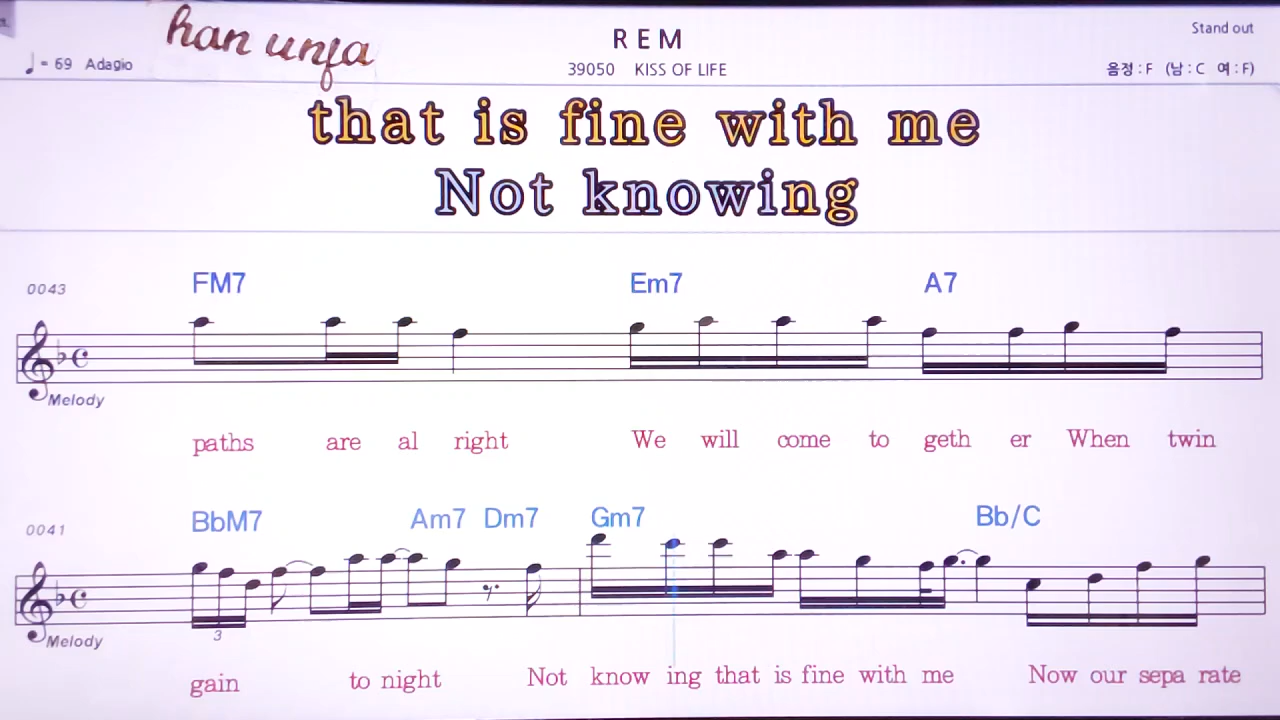 han unfa
REM
Stand out
♩= 69 Adagio
39050 KISS OF LIFE
음정 : F (남 : C 여 : F)
that is fine with me
Not knowing
0043
FM7 Em7 A7
Melody
paths are al right We will come to geth er When twin
0041
BbM7 Am7 Dm7 Gm7 Bb/C
3
Melody
gain to night Not know ing that is fine with me Now our sepa rate